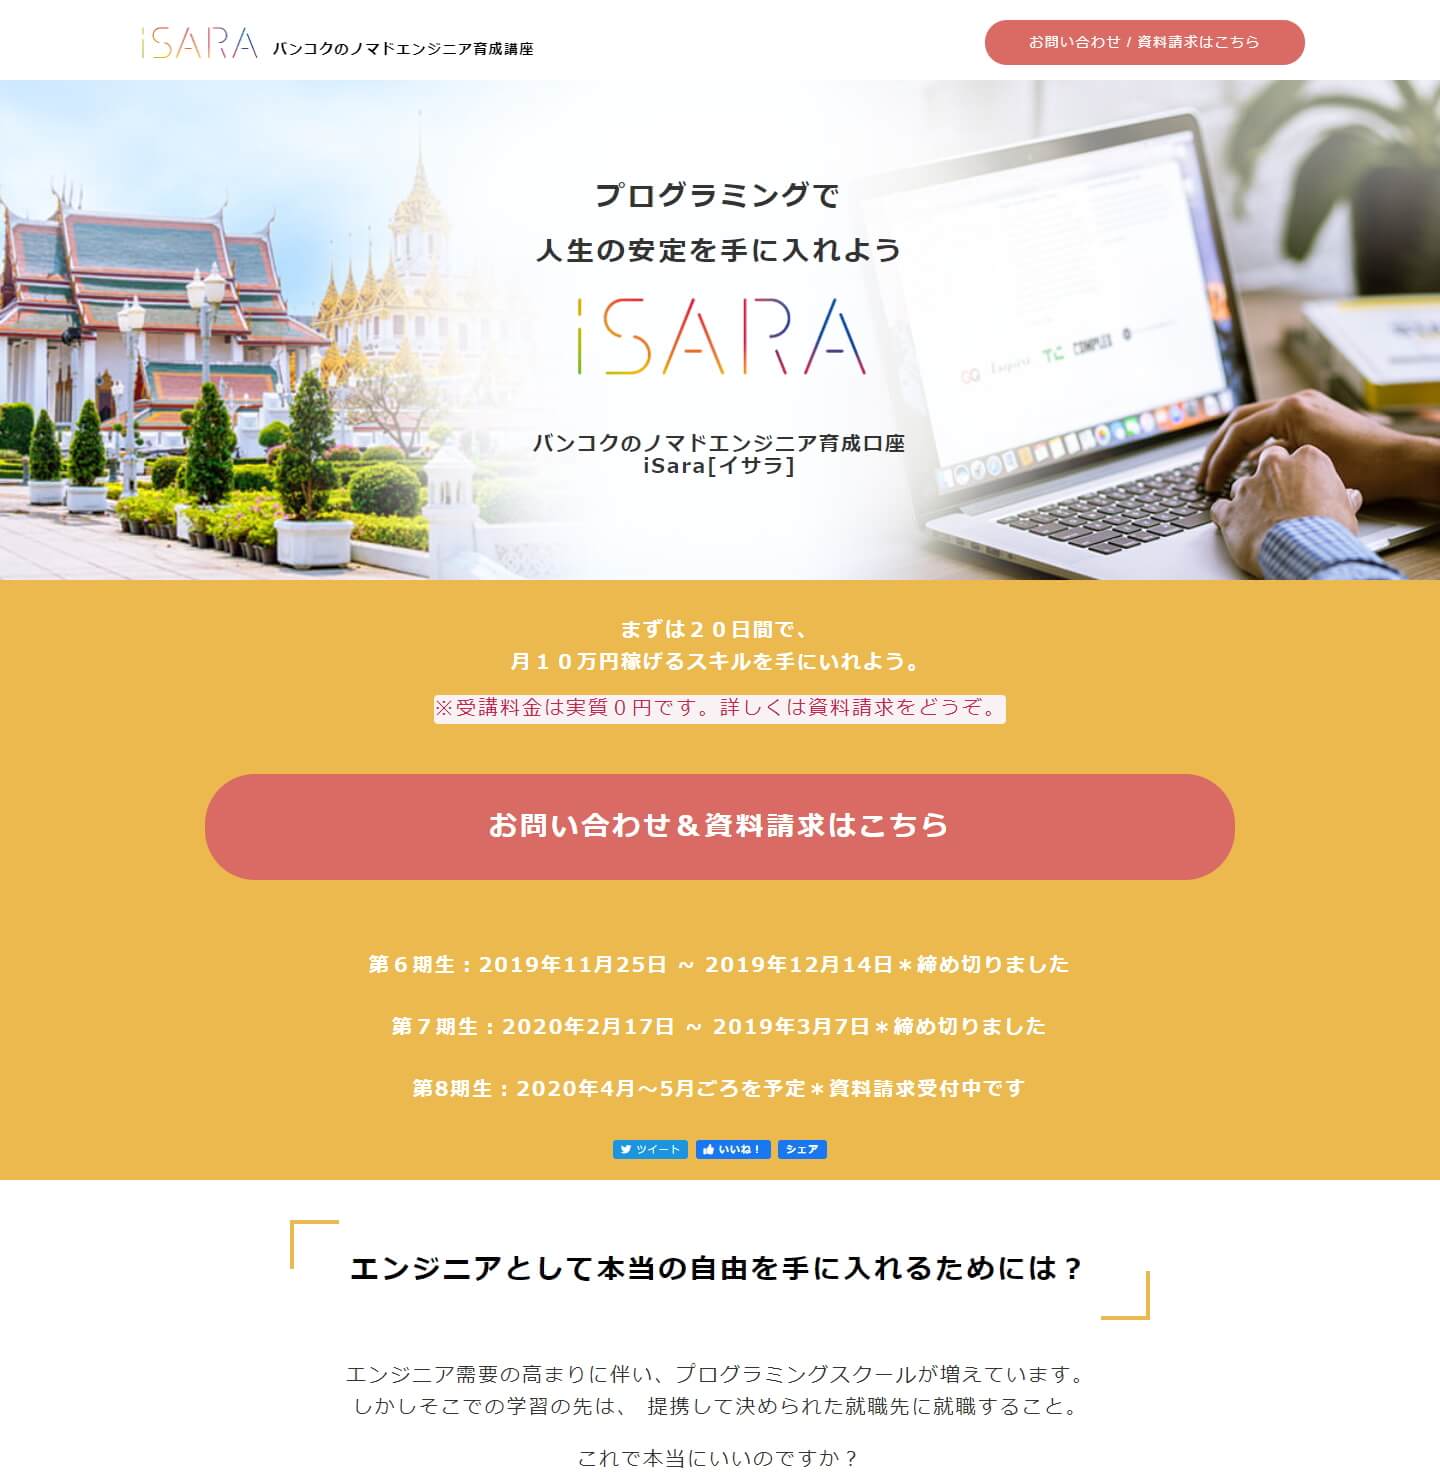 iSARA バンコクのノマドエンジニア育成講座
お問い合わせ / 資料請求はこちら
プログラミングで
人生の安定を手に入れよう
iSARA
バンコクのノマドエンジニア育成口座
iSara[イサラ]
まずは２０日間で、
月１０万円稼げるスキルを手にいれよう。
※受講料金は実質０円です。詳しくは資料請求をどうぞ。
お問い合わせ＆資料請求はこちら
第６期生：2019年11月25日 ~ 2019年12月14日＊締め切りました
第７期生：2020年2月17日 ~ 2019年3月7日＊締め切りました
第8期生：2020年4月〜5月ごろを予定＊資料請求受付中です
ツイート いいね！ シェア
エンジニアとして本当の自由を手に入れるためには？
エンジニア需要の高まりに伴い、プログラミングスクールが増えています。
しかしそこでの学習の先は、 提携して決められた就職先に就職すること。
これで本当にいいのですか？